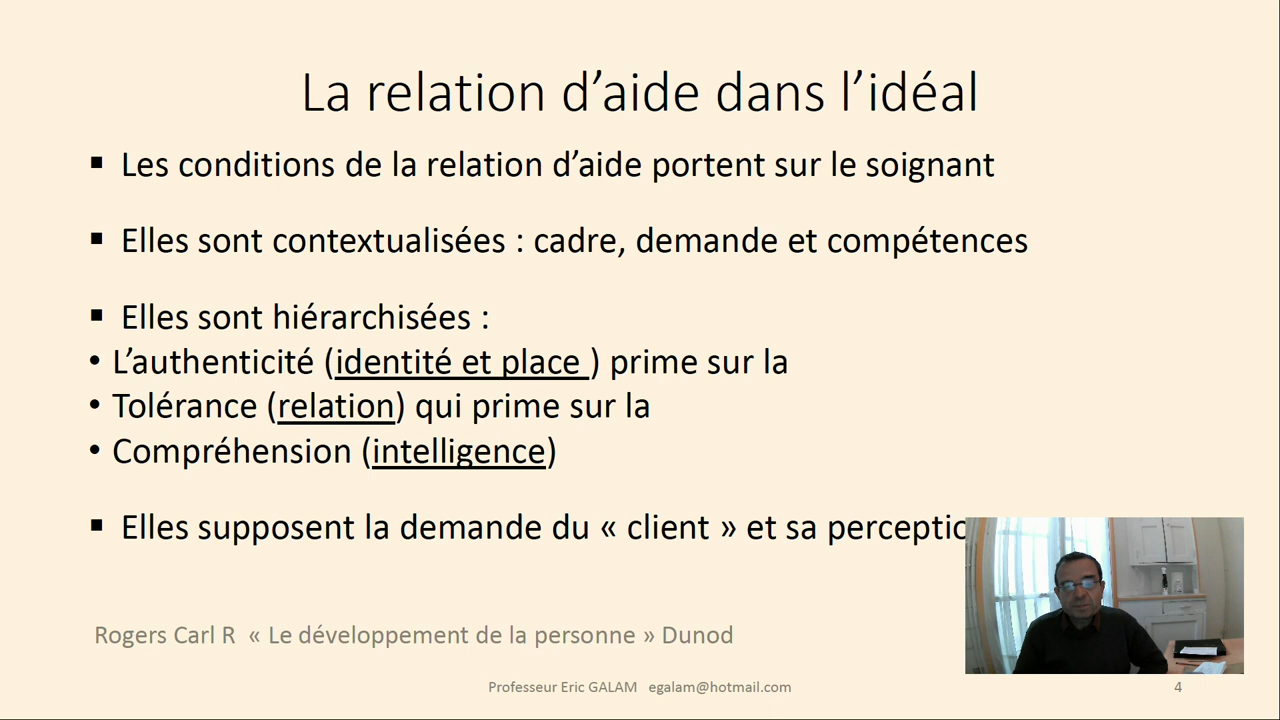 La relation d’aide dans l’idéal
▪ Les conditions de la relation d’aide portent sur le soignant
▪ Elles sont contextualisées : cadre, demande et compétences
▪ Elles sont hiérarchisées :
• L’authenticité (identité et place ) prime sur la
• Tolérance (relation) qui prime sur la
• Compréhension (intelligence)
▪ Elles supposent la demande du « client » et sa
Rogers Carl R « Le développement de la personne » Dunod
Professeur Eric GALAM egalam@hotmail.com
4